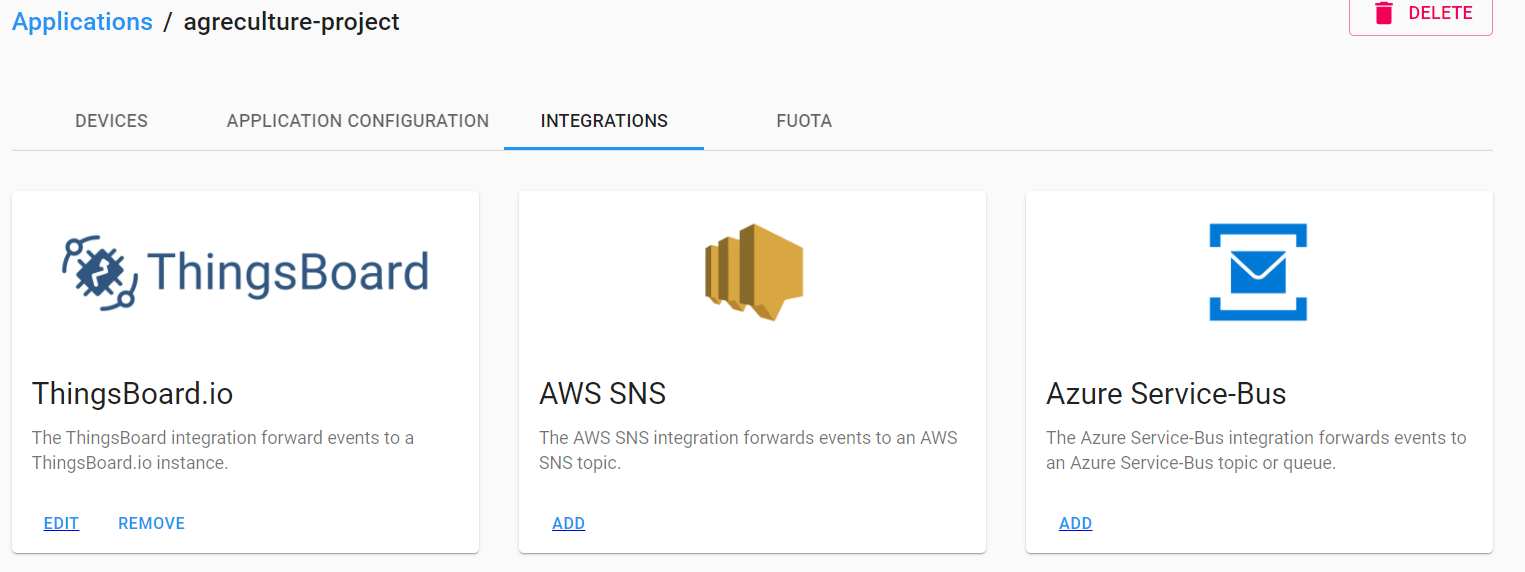 Applications / agreculture-project
DELETE
DEVICES
APPLICATION CONFIGURATION
INTEGRATIONS
FUOTA
ThingsBoard
ThingsBoard.io
The ThingsBoard integration forward events to a
ThingsBoard.io instance.
EDIT
REMOVE
AWS SNS
The AWS SNS integration forwards events to an AWS
SNS topic.
ADD
Azure Service-Bus
The Azure Service-Bus integration forwards events to
an Azure Service-Bus topic or queue.
ADD